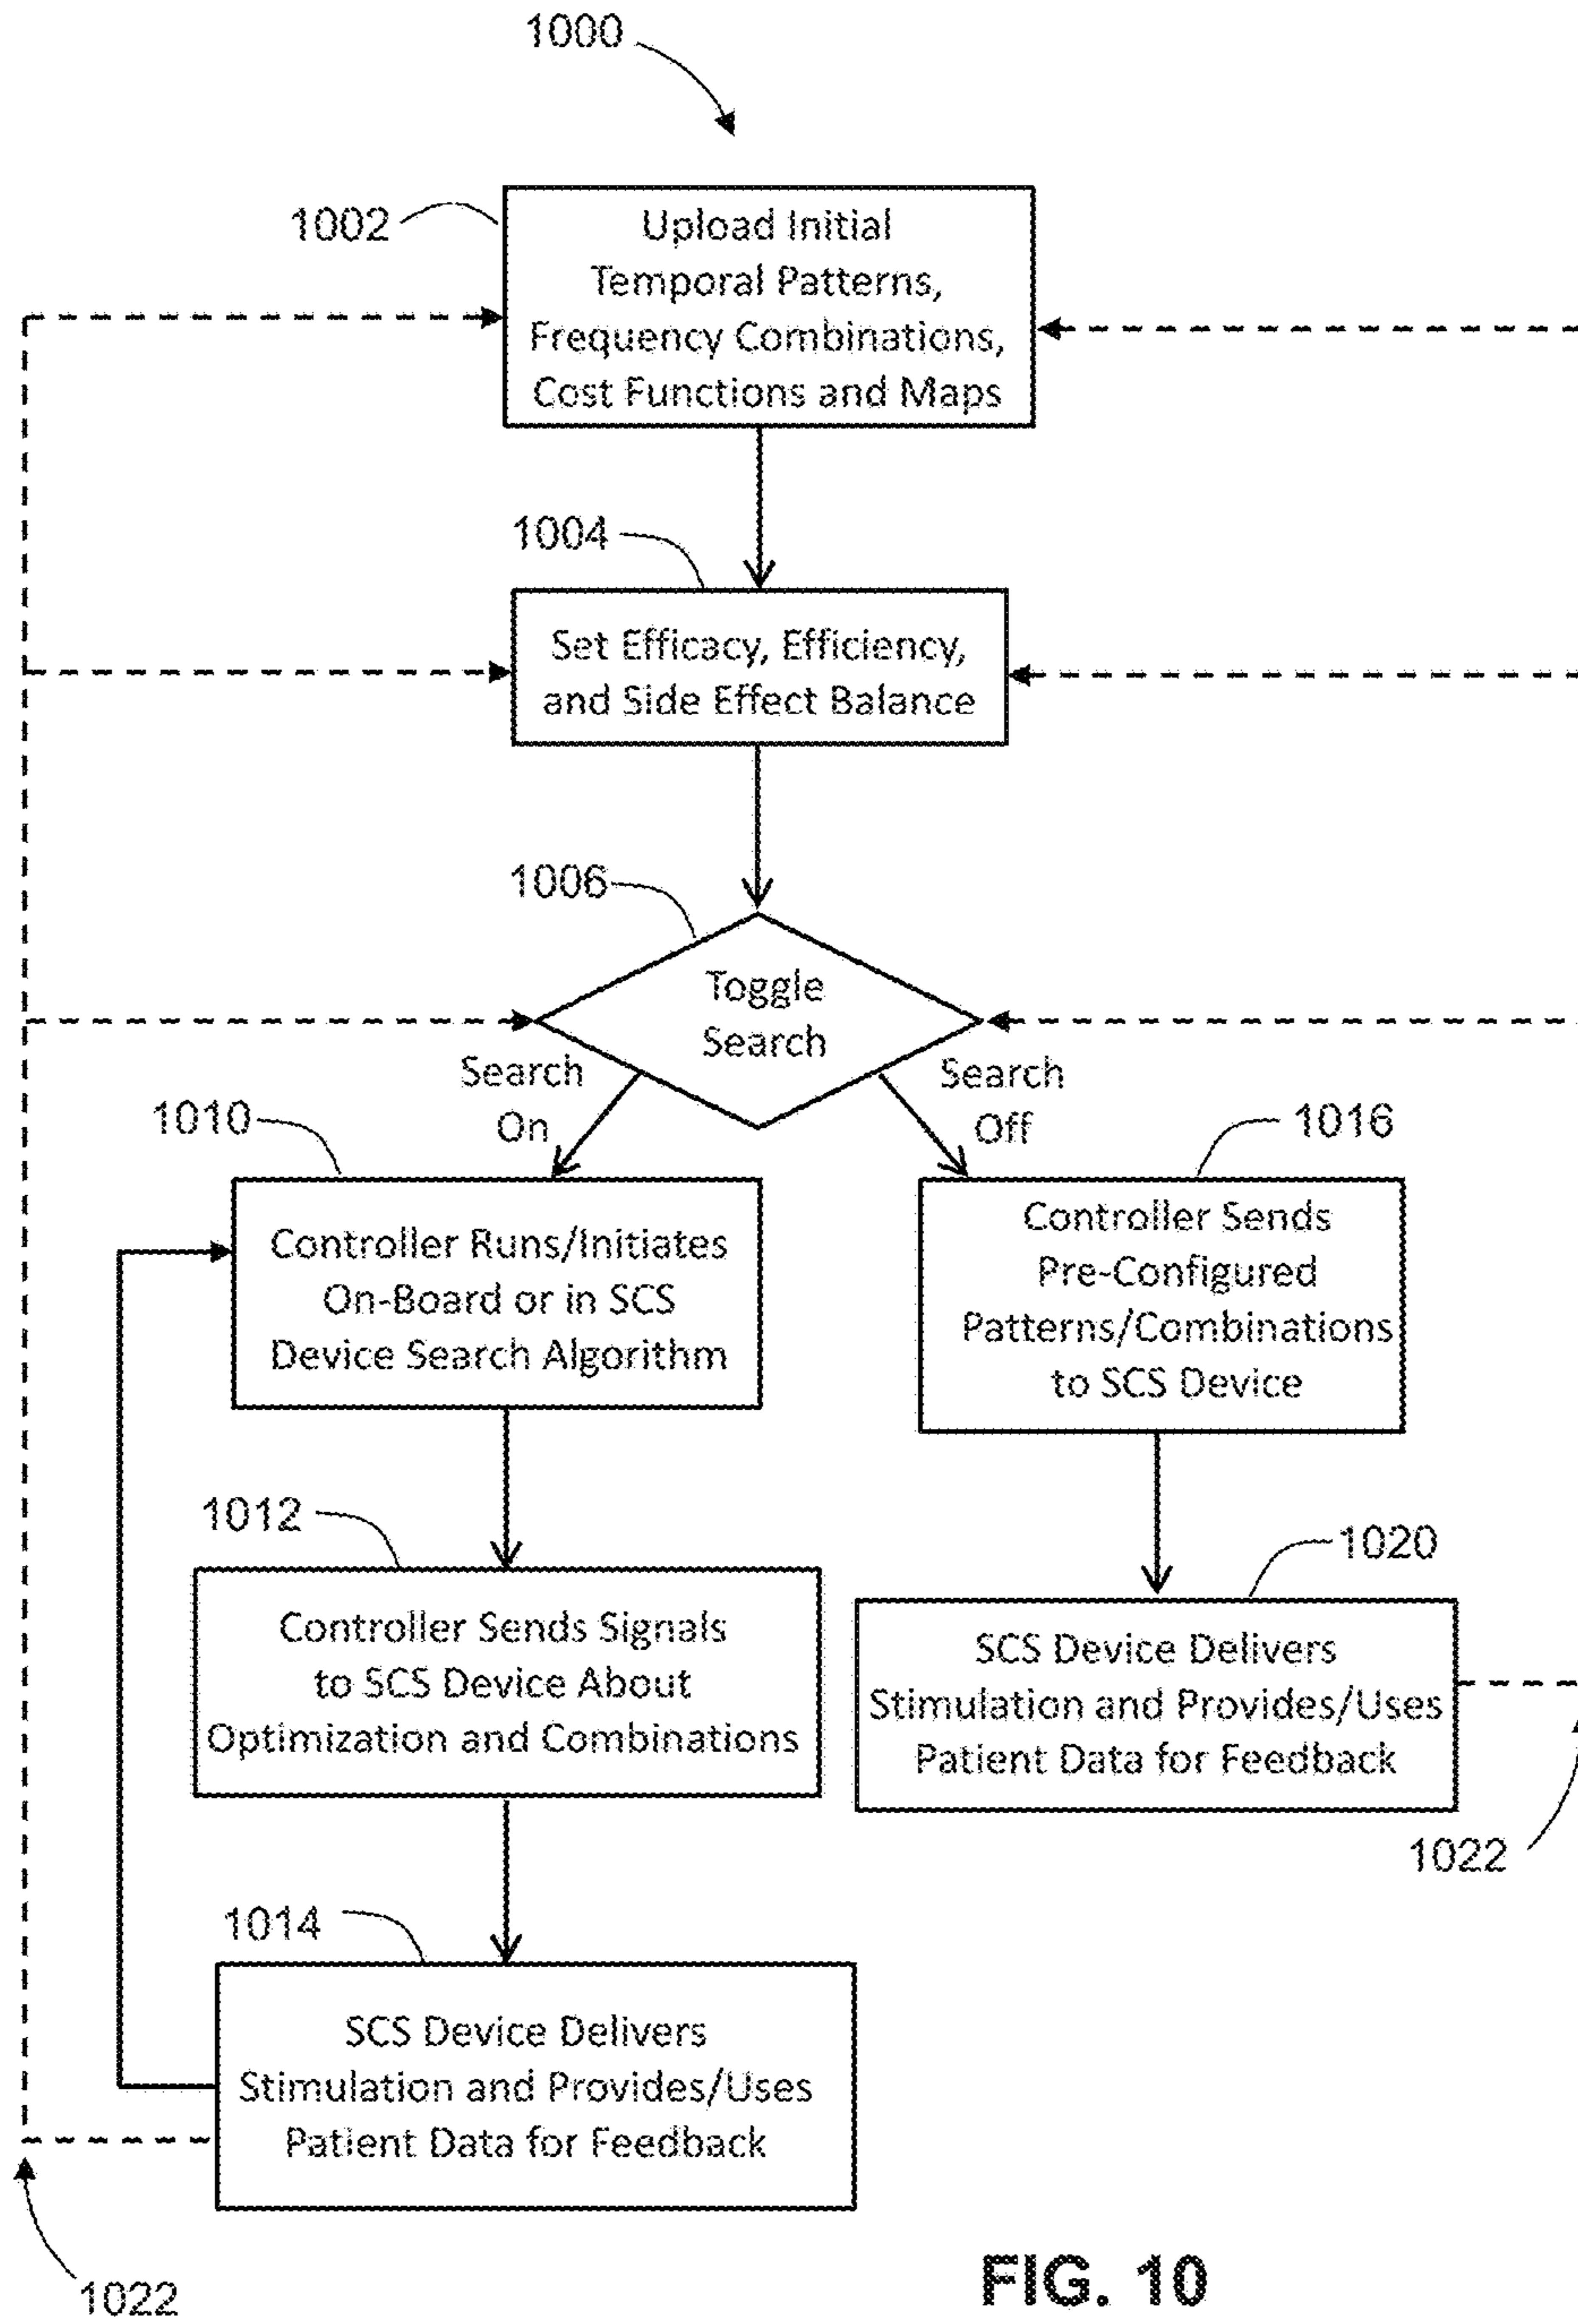 1000
1002
Upload Initial
Temporal Patterns,
Frequency Combinations,
Cost Functions and Maps
1004
Set Efficacy, Efficiency,
and Side Effect Balance
1006
Toggle
Search
Search
On
Search
Off
1010
Controller Runs/Initiates
On-Board or in SCS
Device Search Algorithm
1016
Controller Sends
Pre-Configured
Patterns/Combinations
to SCS Device
1012
Controller Sends Signals
to SCS Device About
Optimization and Combinations
1020
SCS Device Delivers
Stimulation and Provides/Uses
Patient Data for Feedback
1022
1014
SCS Device Delivers
Stimulation and Provides/Uses
Patient Data for Feedback
1022
FIG. 10